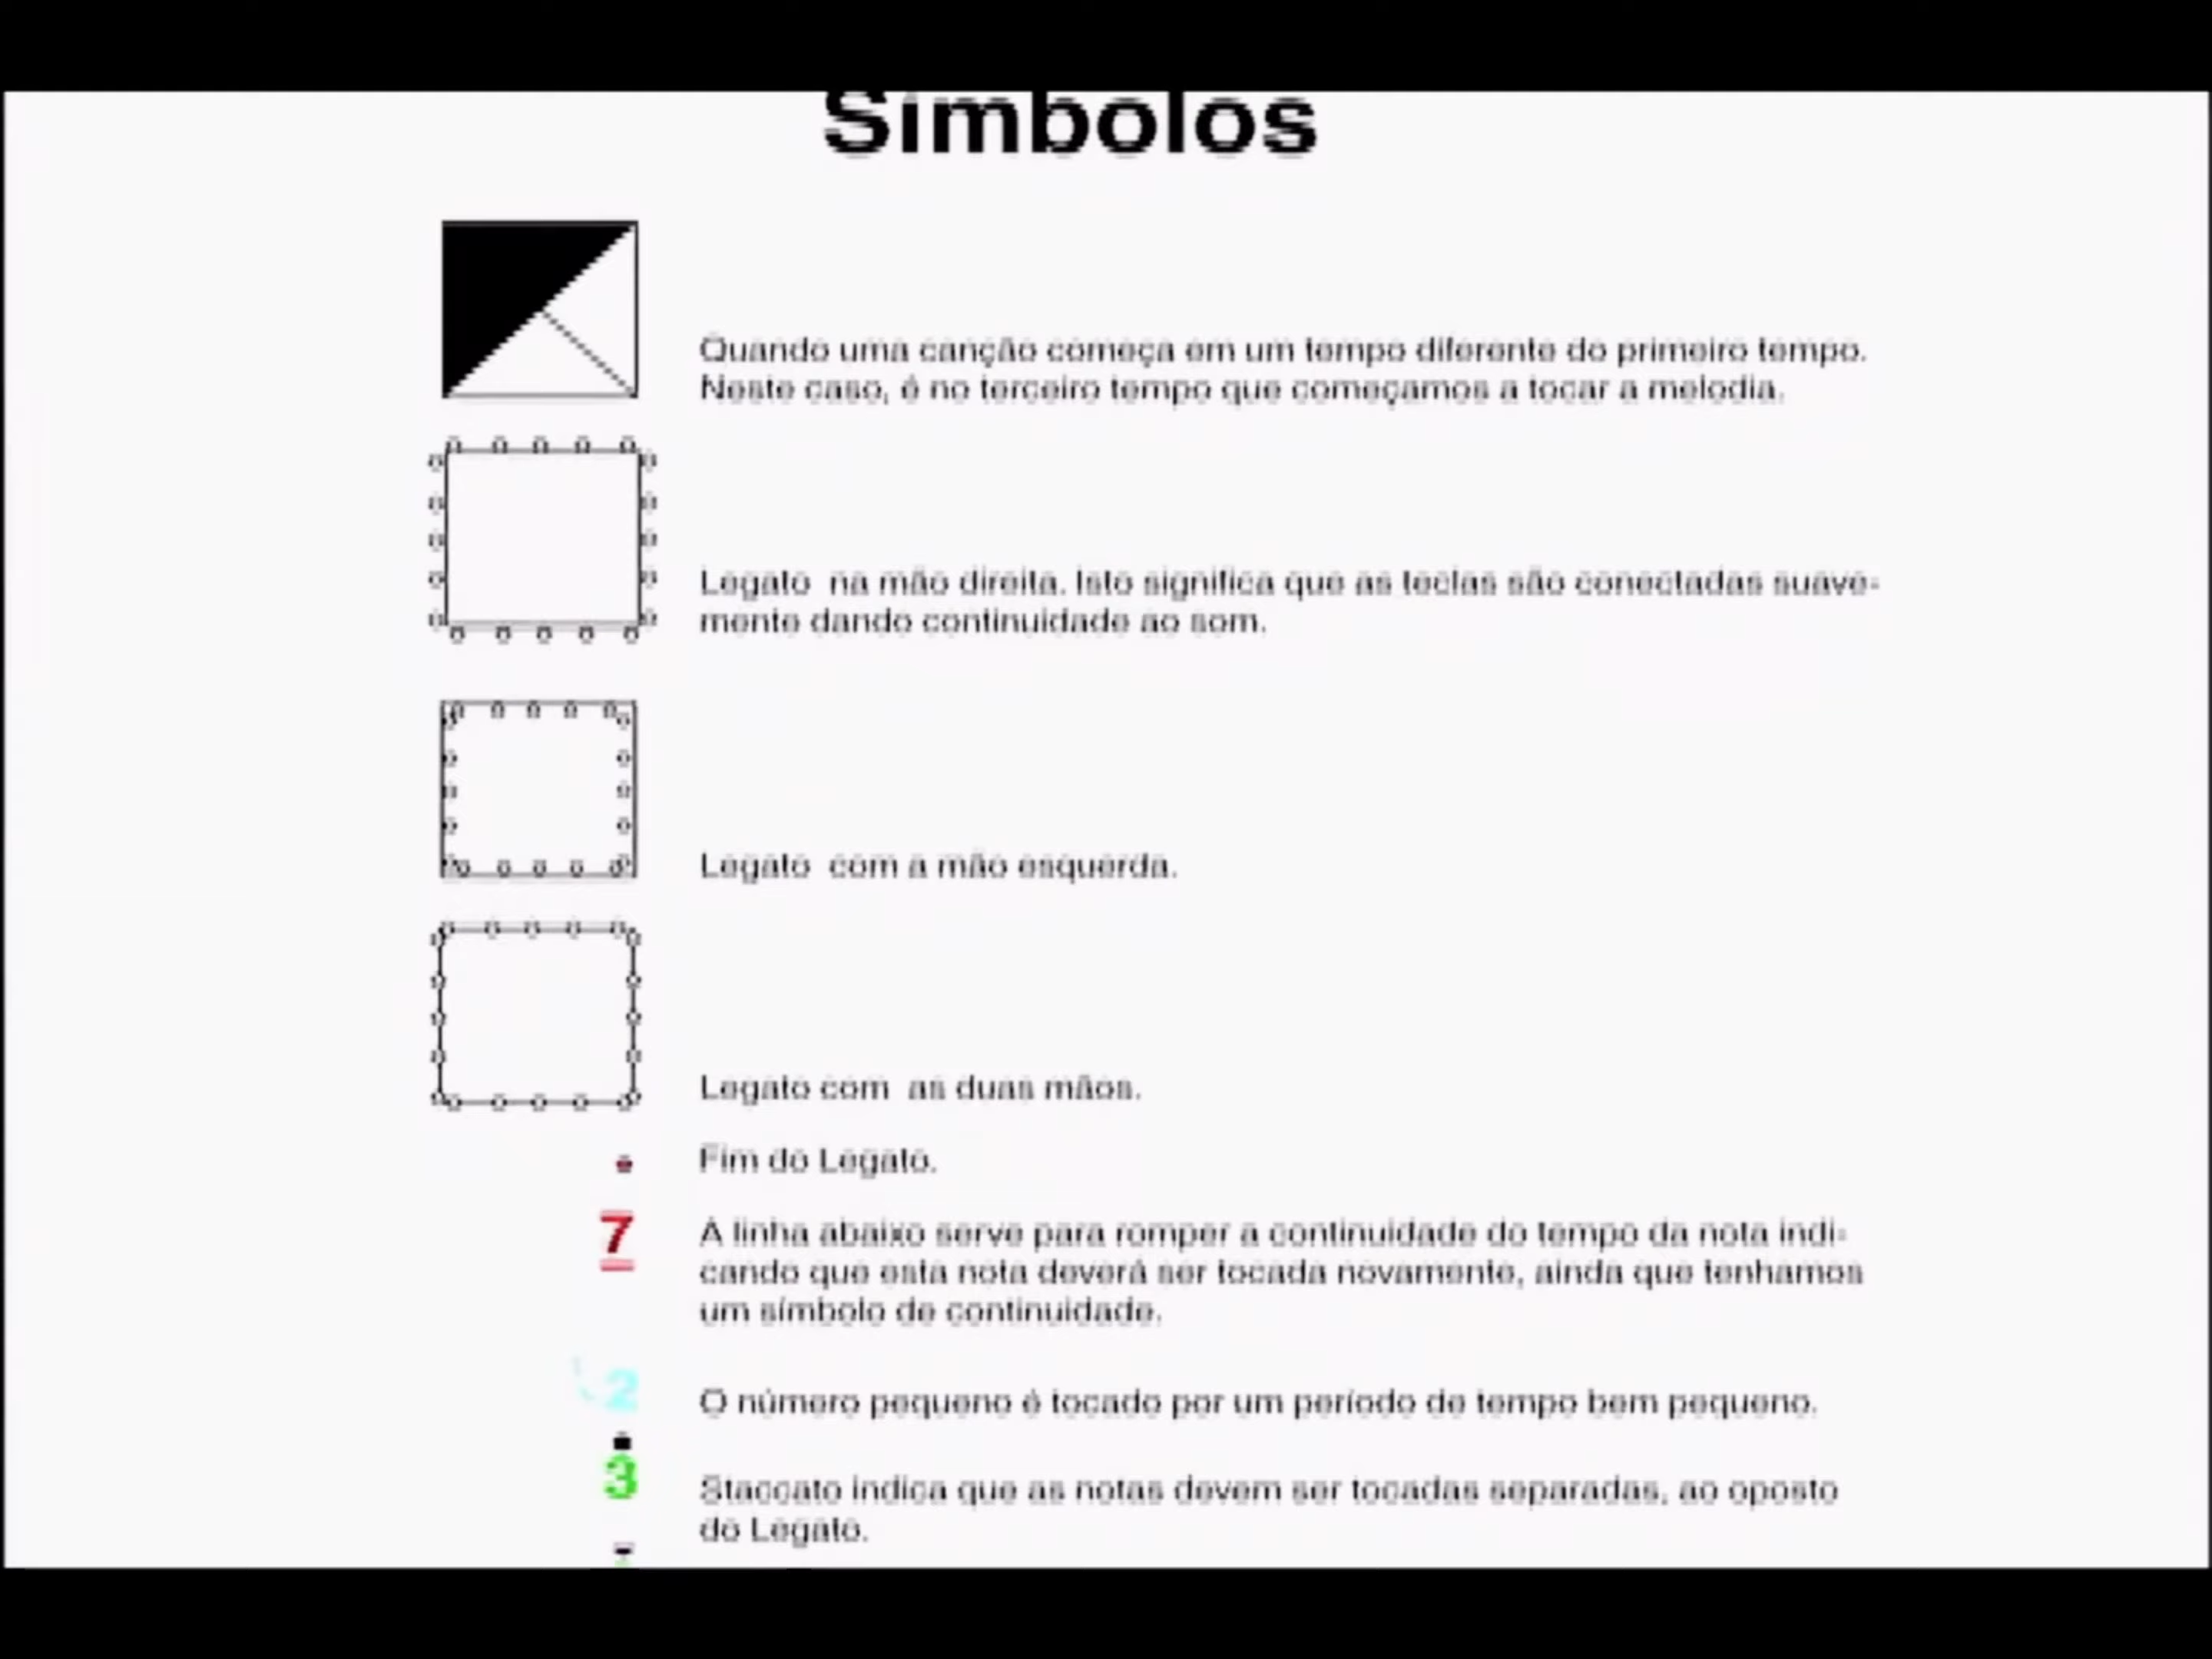 Símbolos
Quando uma canção começa em um tempo diferente do primeiro tempo.
Neste caso, é no terceiro tempo que começamos a tocar a melodia.
Legato na mão direita. Isto significa que as teclas são conectadas suave-
mente dando continuidade ao som.
Legato com a mão esquerda.
Legato com as duas mãos.
Fim do Legato.
7
A linha abaixo serve para romper a continuidade do tempo da nota indi-
cando que esta nota deverá ser tocada novamente, ainda que tenhamos
um símbolo de continuidade.
2
O número pequeno é tocado por um período de tempo bem pequeno.
3
Staccato indica que as notas devem ser tocadas separadas, ao oposto
do Legato.